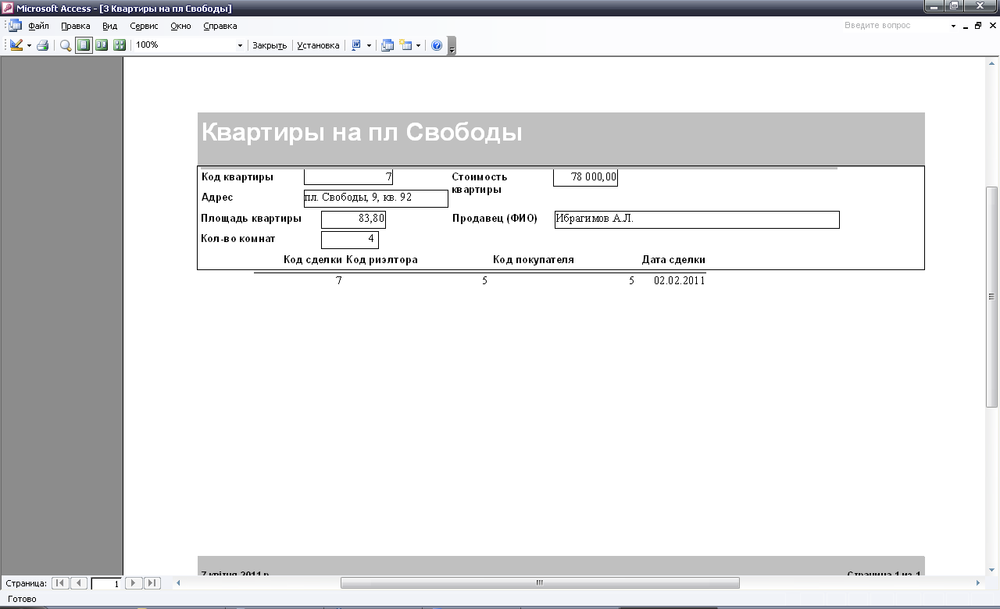 Microsoft Access - [3 Квартиры на пл Свободы]
Файл Правка Вид Сервис Окно Справка Введите вопрос
100% Закрыть Установка
Квартиры на пл Свободы
Код квартиры 7 Стоимость квартиры 78 000,00
Адрес пл. Свободы, 9, кв. 92
Площадь квартиры 83,80 Продавец (ФИО) Ибрагимов А.Л.
Кол-во комнат 4
Код сделки Код риэлтора Код покупателя Дата сделки
7 5 5 02.02.2011
7 квітня 2011 р. Страница 1 из 1
Страница: 1
Готово